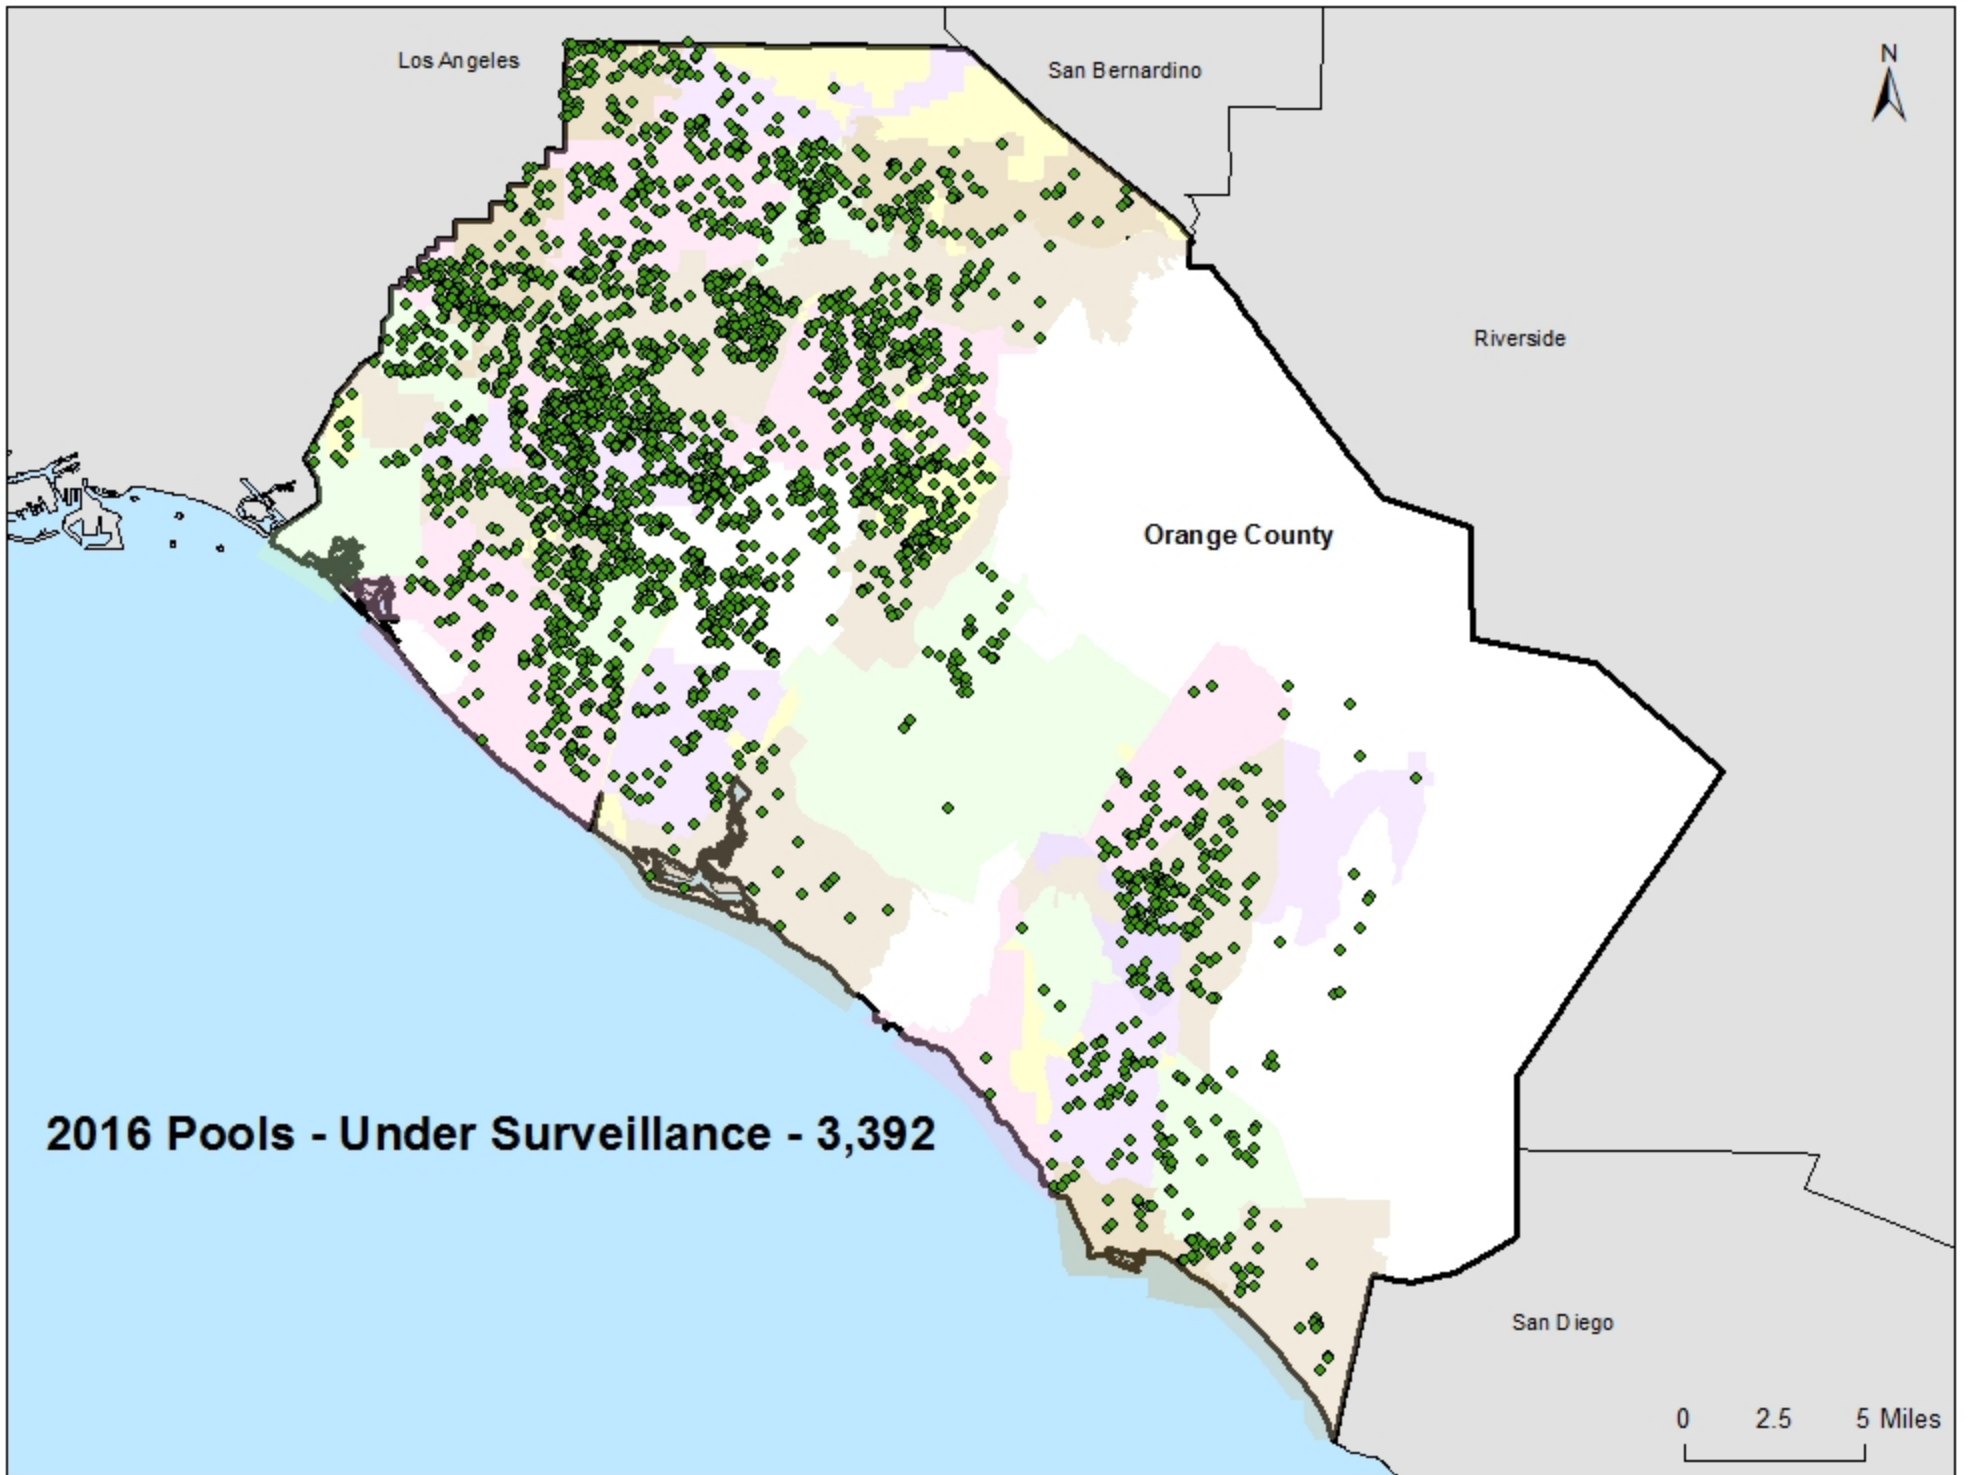 Los Angeles
San Bernardino
N
Riverside
Orange County
2016 Pools - Under Surveillance - 3,392
San Diego
0 2.5 5 Miles